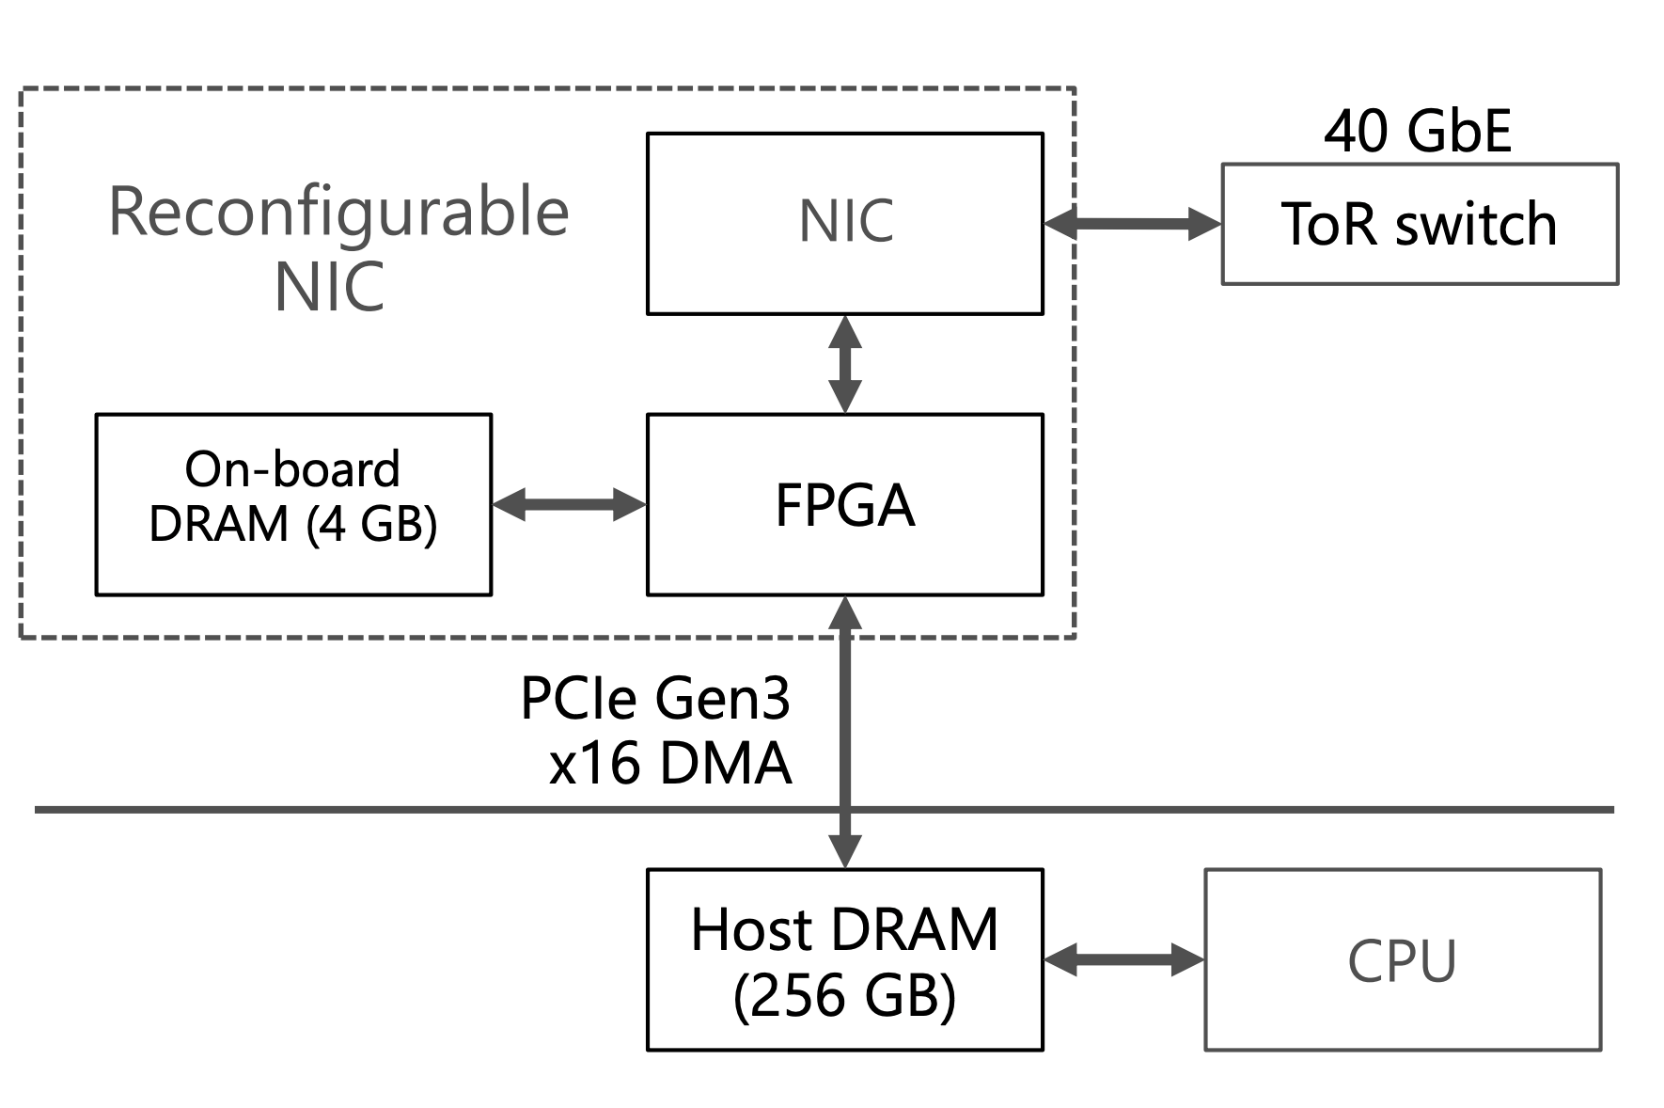 40 GbE
Reconfigurable
NIC
NIC
ToR switch
On-board
DRAM (4 GB)
FPGA
PCIe Gen3
x16 DMA
Host DRAM
(256 GB)
CPU